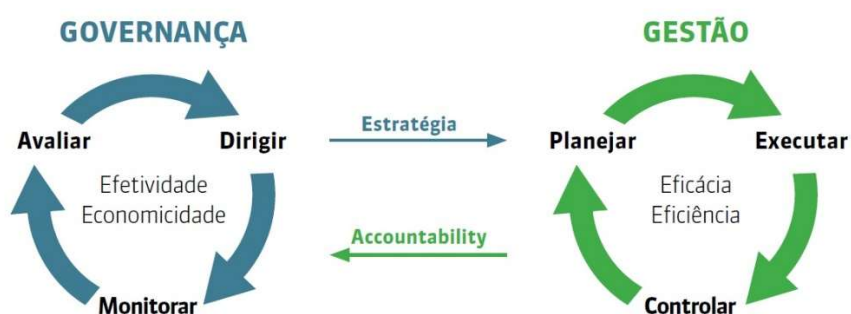 GOVERNANÇA
Avaliar
Dirigir
Efetividade
Economicidade
Monitorar
Estratégia
Accountability
GESTÃO
Planejar
Executar
Eficácia
Eficiência
Controlar